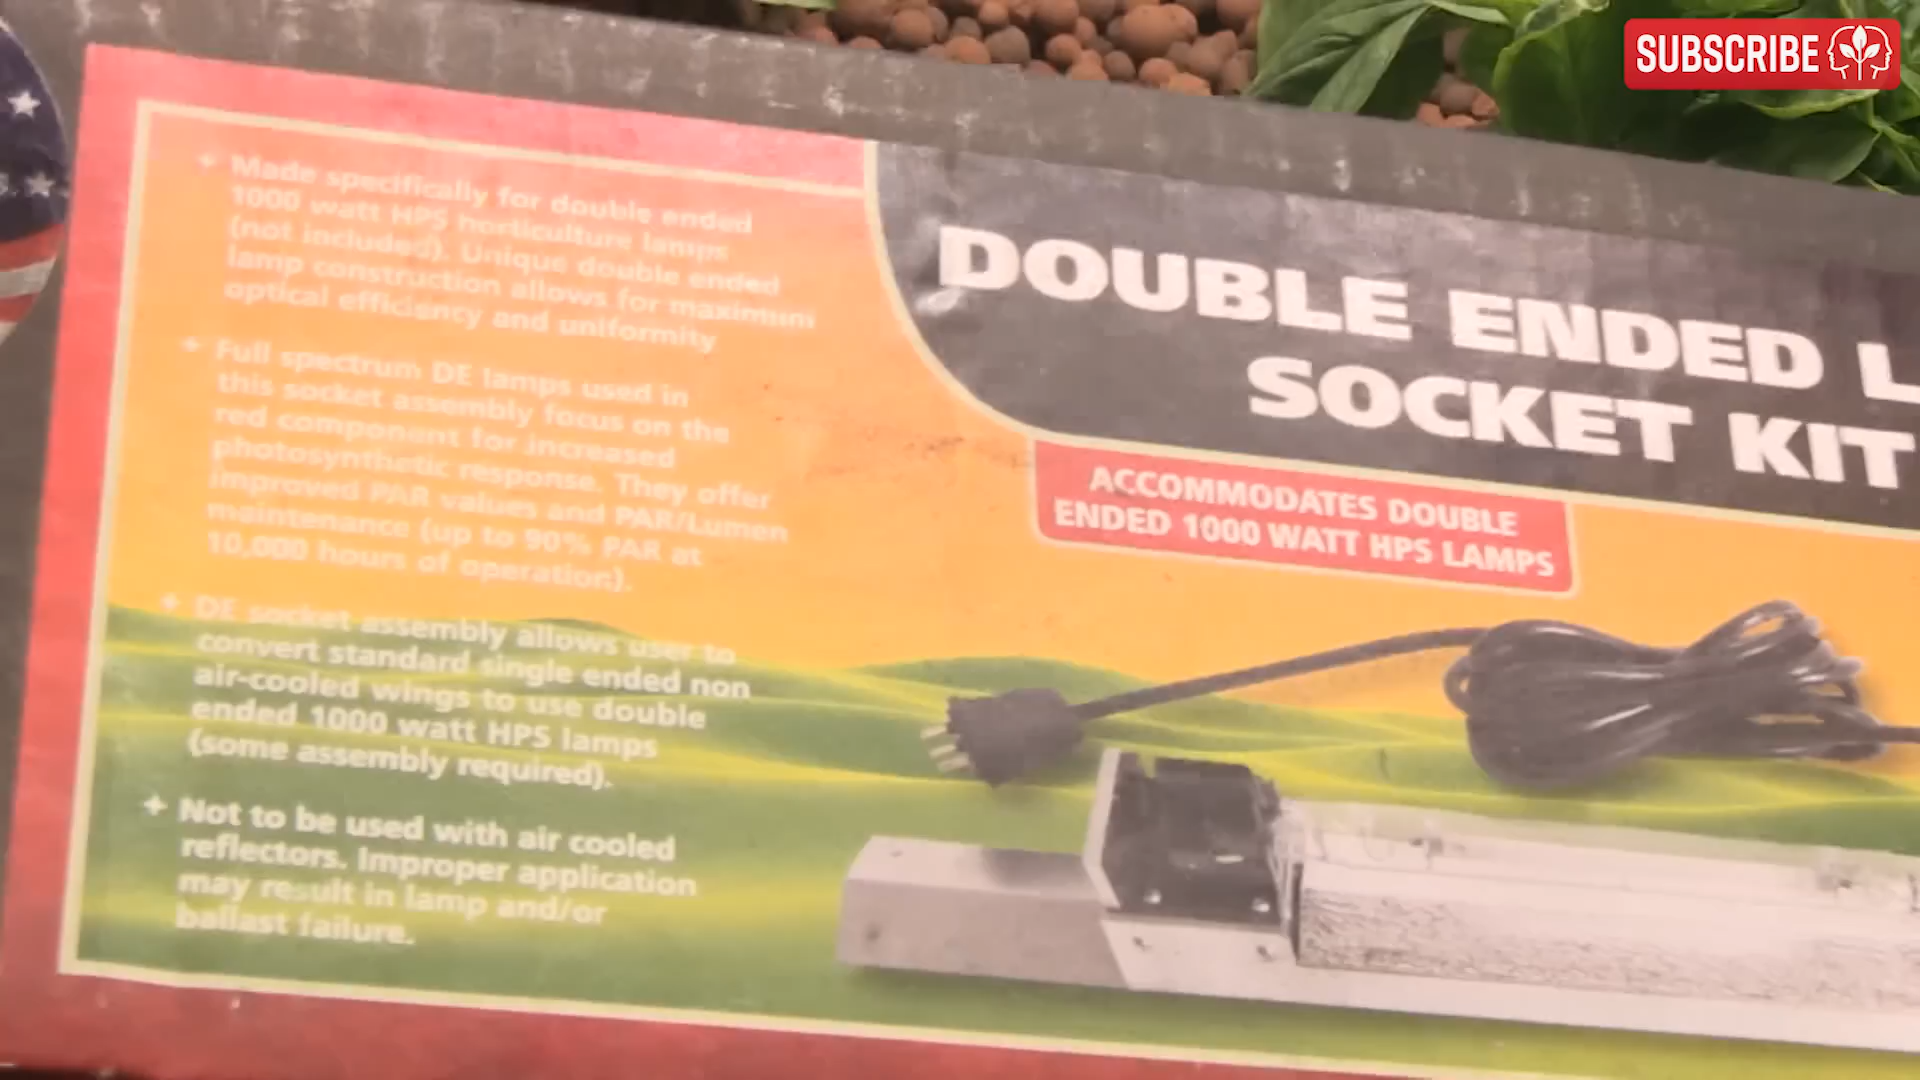 SUBSCRIBE
+ Made specifically for double ended
1000 watt HPS horticulture lamps
(not included). Unique double ended
lamp construction allows for maximum
optical efficiency and uniformity
+ Full spectrum DE lamps used in
this socket assembly focus on the
red component for increased
photosynthetic response. They offer
improved PAR values and PAR/Lumen
maintenance (up to 90% PAR at
10,000 hours of operation).
+ DE socket assembly allows user to
convert standard single ended non
air-cooled wings to use double
ended 1000 watt HPS lamps
(some assembly required).
+ Not to be used with air cooled
reflectors. Improper application
may result in lamp and/or
ballast failure.
DOUBLE ENDED L
SOCKET KIT
ACCOMMODATES DOUBLE
ENDED 1000 WATT HPS LAMPS